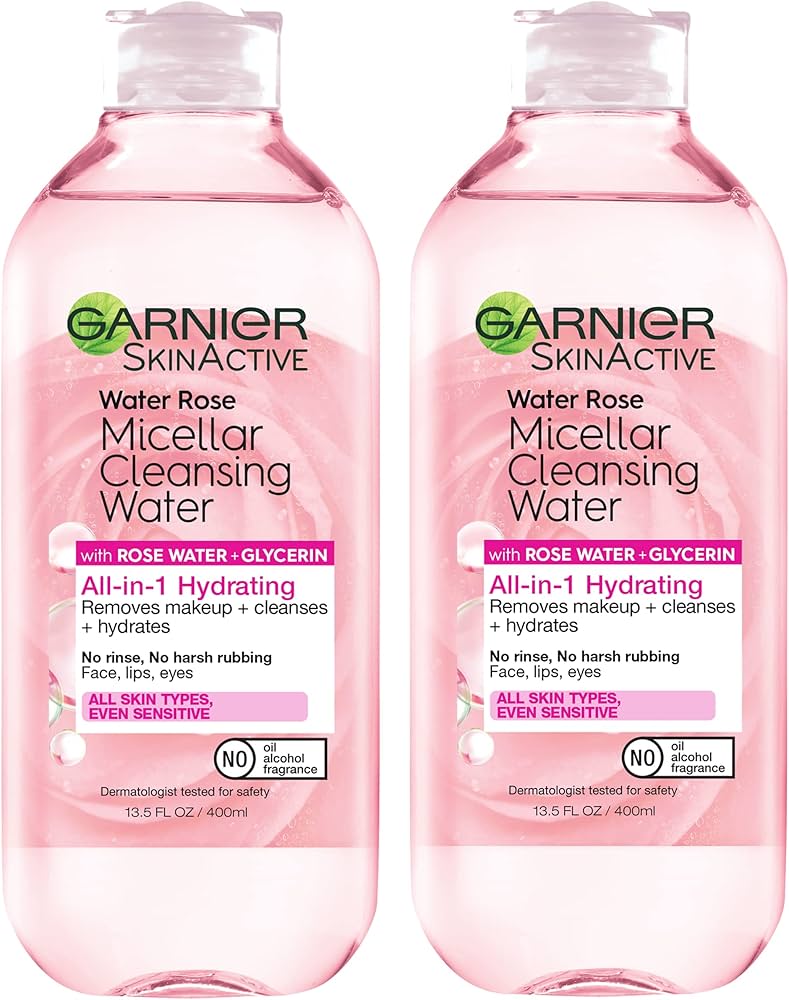 GARNIER
SKINACTIVE
Water Rose
Micellar
Cleansing
Water
with ROSE WATER + GLYCERIN
All-in-1 Hydrating
Removes makeup + cleanses
+ hydrates
No rinse, No harsh rubbing
Face, lips, eyes
ALL SKIN TYPES,
EVEN SENSITIVE
NO
oil
alcohol
fragrance
Dermatologist tested for safety
13.5 FL OZ / 400ml
GARNIER
SKINACTIVE
Water Rose
Micellar
Cleansing
Water
with ROSE WATER + GLYCERIN
All-in-1 Hydrating
Removes makeup + cleanses
+ hydrates
No rinse, No harsh rubbing
Face, lips, eyes
ALL SKIN TYPES,
EVEN SENSITIVE
NO
oil
alcohol
fragrance
Dermatologist tested for safety
13.5 FL OZ / 400ml